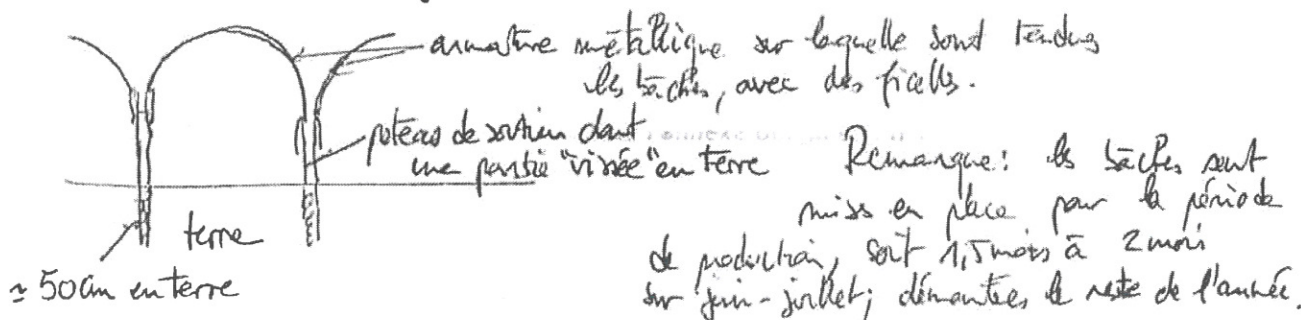 armature métallique sur laquelle sont tendues
les bâches, avec des ficelles.
poteau de soutien dont
une partie "vissée" en terre
Remarque: les bâches sont
mises en place pour la période
de production, soit 1,5 mois à 2 mois
sur juin-juillet; démontées le reste de l'année.
terre
≃ 50cm en terre